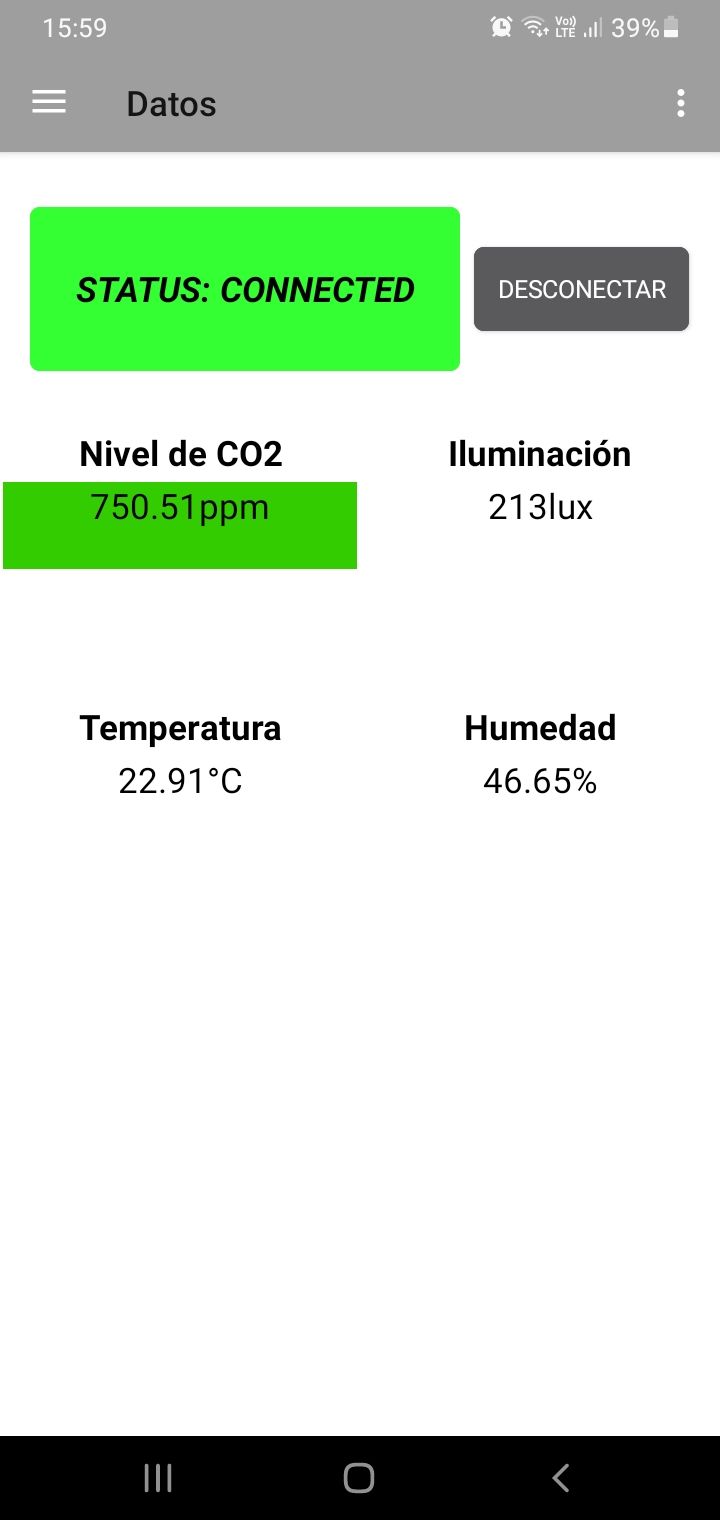 15:59
Vo)) LTE 39%
Datos
STATUS: CONNECTED
DESCONECTAR
Nivel de CO2
Iluminación
750.51ppm
213lux
Temperatura
Humedad
22.91°C
46.65%